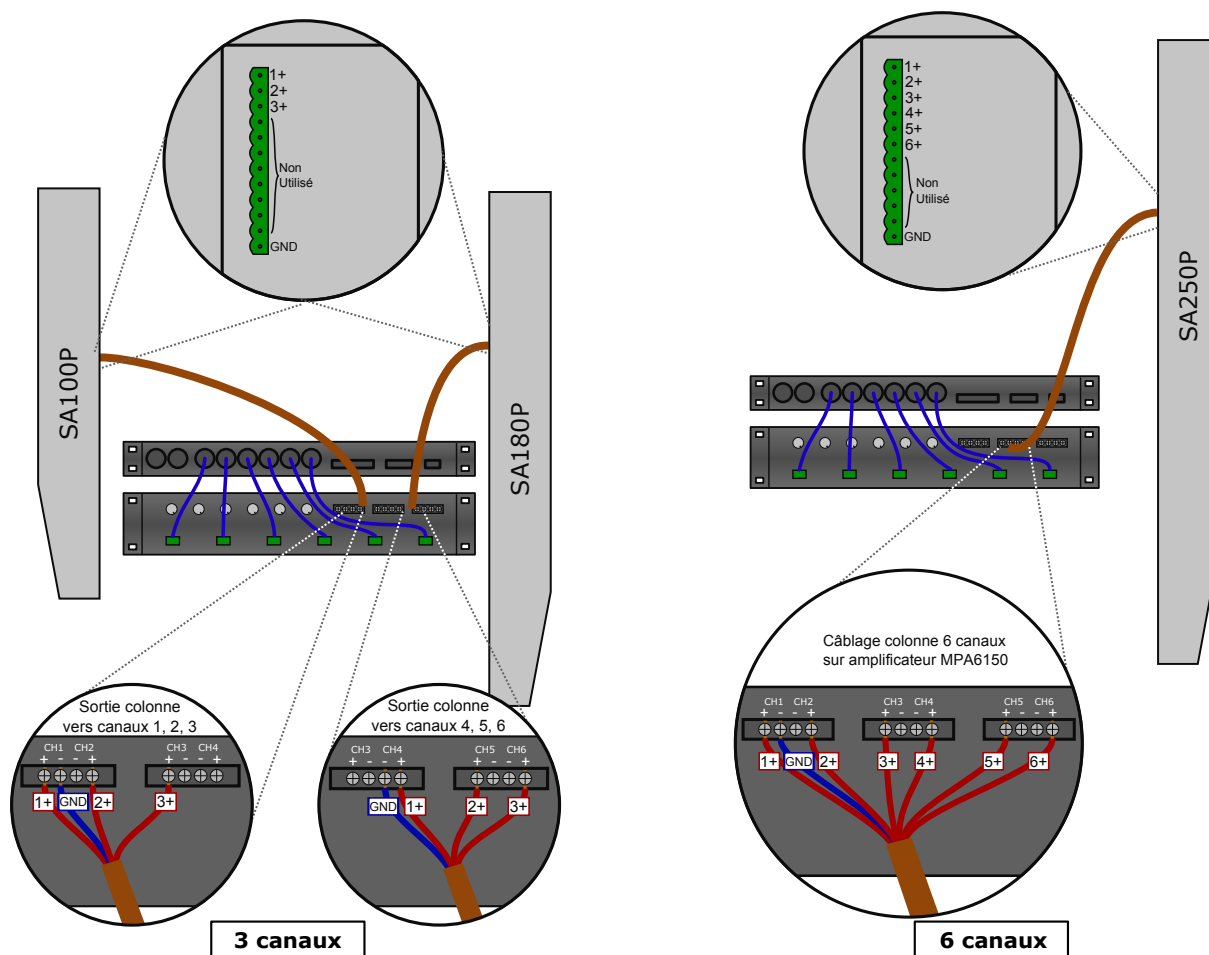 1+
2+
3+
Non
Utilisé
GND
SA100P
SA180P
Sortie colonne
vers canaux 1, 2, 3
CH1 CH2 CH3 CH4
+ - - + + - - +
1+ GND 2+ 3+
Sortie colonne
vers canaux 4, 5, 6
CH3 CH4 CH5 CH6
+ - - + + - - +
GND 1+ 2+ 3+
3 canaux
1+
2+
3+
4+
5+
6+
Non
Utilisé
GND
SA250P
Câblage colonne 6 canaux
sur amplificateur MPA6150
CH1 CH2 CH3 CH4 CH5 CH6
+ - - + + - - + + - - +
1+ GND 2+ 3+ 4+ 5+ 6+
6 canaux